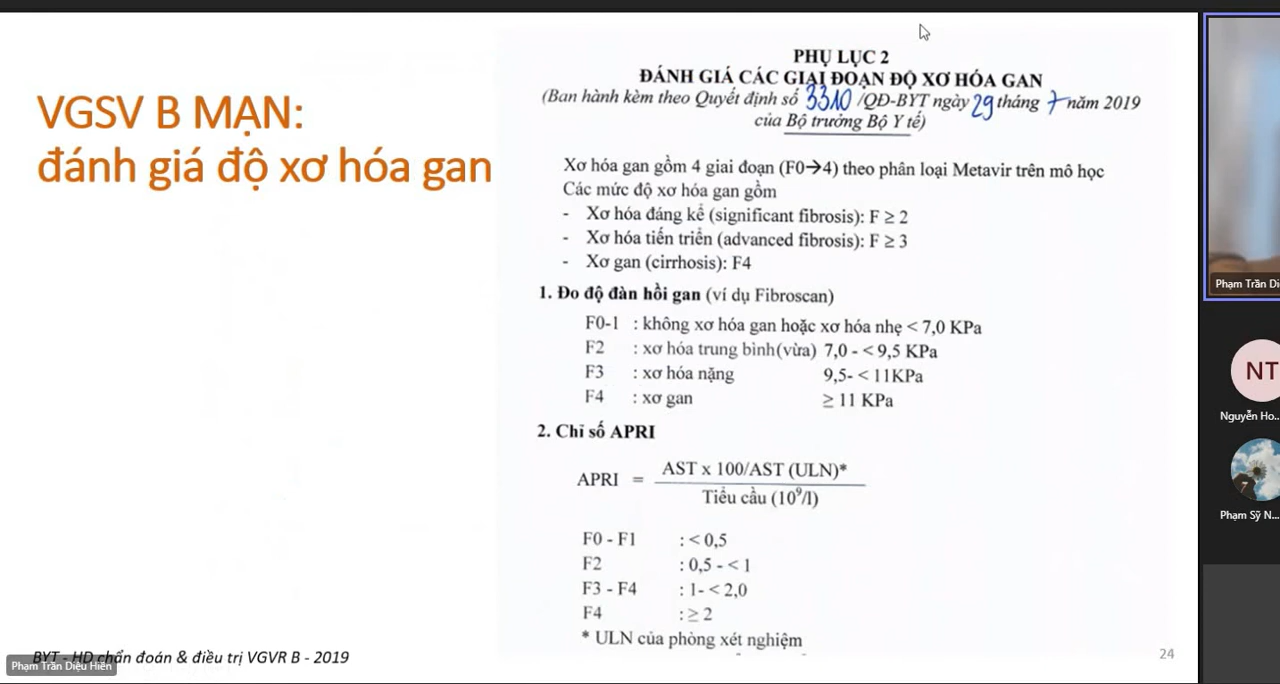 VGSV B MẠN:
đánh giá độ xơ hóa gan
PHỤ LỤC 2
ĐÁNH GIÁ CÁC GIAI ĐOẠN ĐỘ XƠ HÓA GAN
(Ban hành kèm theo Quyết định số 3310 /QĐ-BYT ngày 29 tháng 7 năm 2019
của Bộ trưởng Bộ Y tế)
Xơ hóa gan gồm 4 giai đoạn (F0→4) theo phân loại Metavir trên mô học
Các mức độ xơ hóa gan gồm
- Xơ hóa đáng kể (significant fibrosis): F ≥ 2
- Xơ hóa tiến triển (advanced fibrosis): F ≥ 3
- Xơ gan (cirrhosis): F4
1. Đo độ đàn hồi gan (ví dụ Fibroscan)
F0-1 : không xơ hóa gan hoặc xơ hóa nhẹ < 7,0 KPa
F2 : xơ hóa trung bình(vừa) 7,0 - < 9,5 KPa
F3 : xơ hóa nặng 9,5- < 11KPa
F4 : xơ gan ≥ 11 KPa
2. Chỉ số APRI
APRI = AST x 100/AST (ULN)*
Tiểu cầu (10⁹/l)
F0 - F1 : < 0,5
F2 : 0,5 - < 1
F3 - F4 : 1- < 2,0
F4 : ≥ 2
* ULN của phòng xét nghiệm
BYT - HD chẩn đoán & điều trị VGVR B - 2019
Phạm Trần Diệu Hiền
24
Phạm Trần Di
NT
Nguyễn Ho...
Phạm Sỹ N...